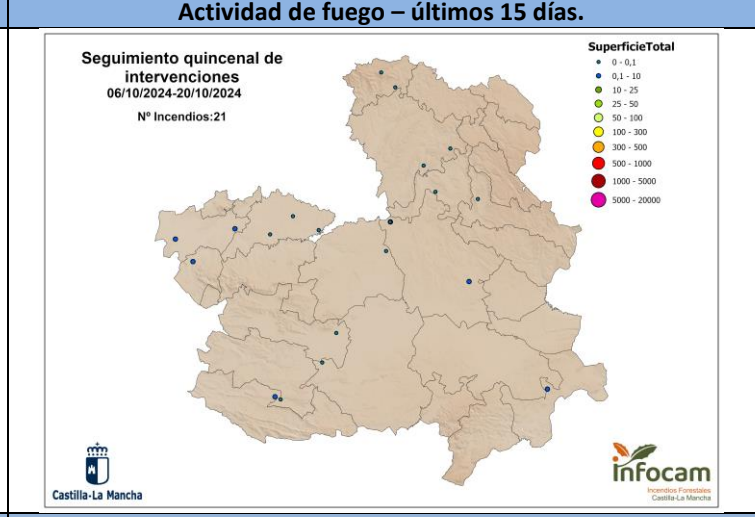 Actividad de fuego – últimos 15 días.
Seguimiento quincenal de
intervenciones
06/10/2024-20/10/2024
Nº Incendios:21
SuperficieTotal
0 - 0,1
0,1 - 10
10 - 25
25 - 50
50 - 100
100 - 300
300 - 500
500 - 1000
1000 - 5000
5000 - 20000
Castilla-La Mancha
infocam
Incendios Forestales
Castilla-La Mancha